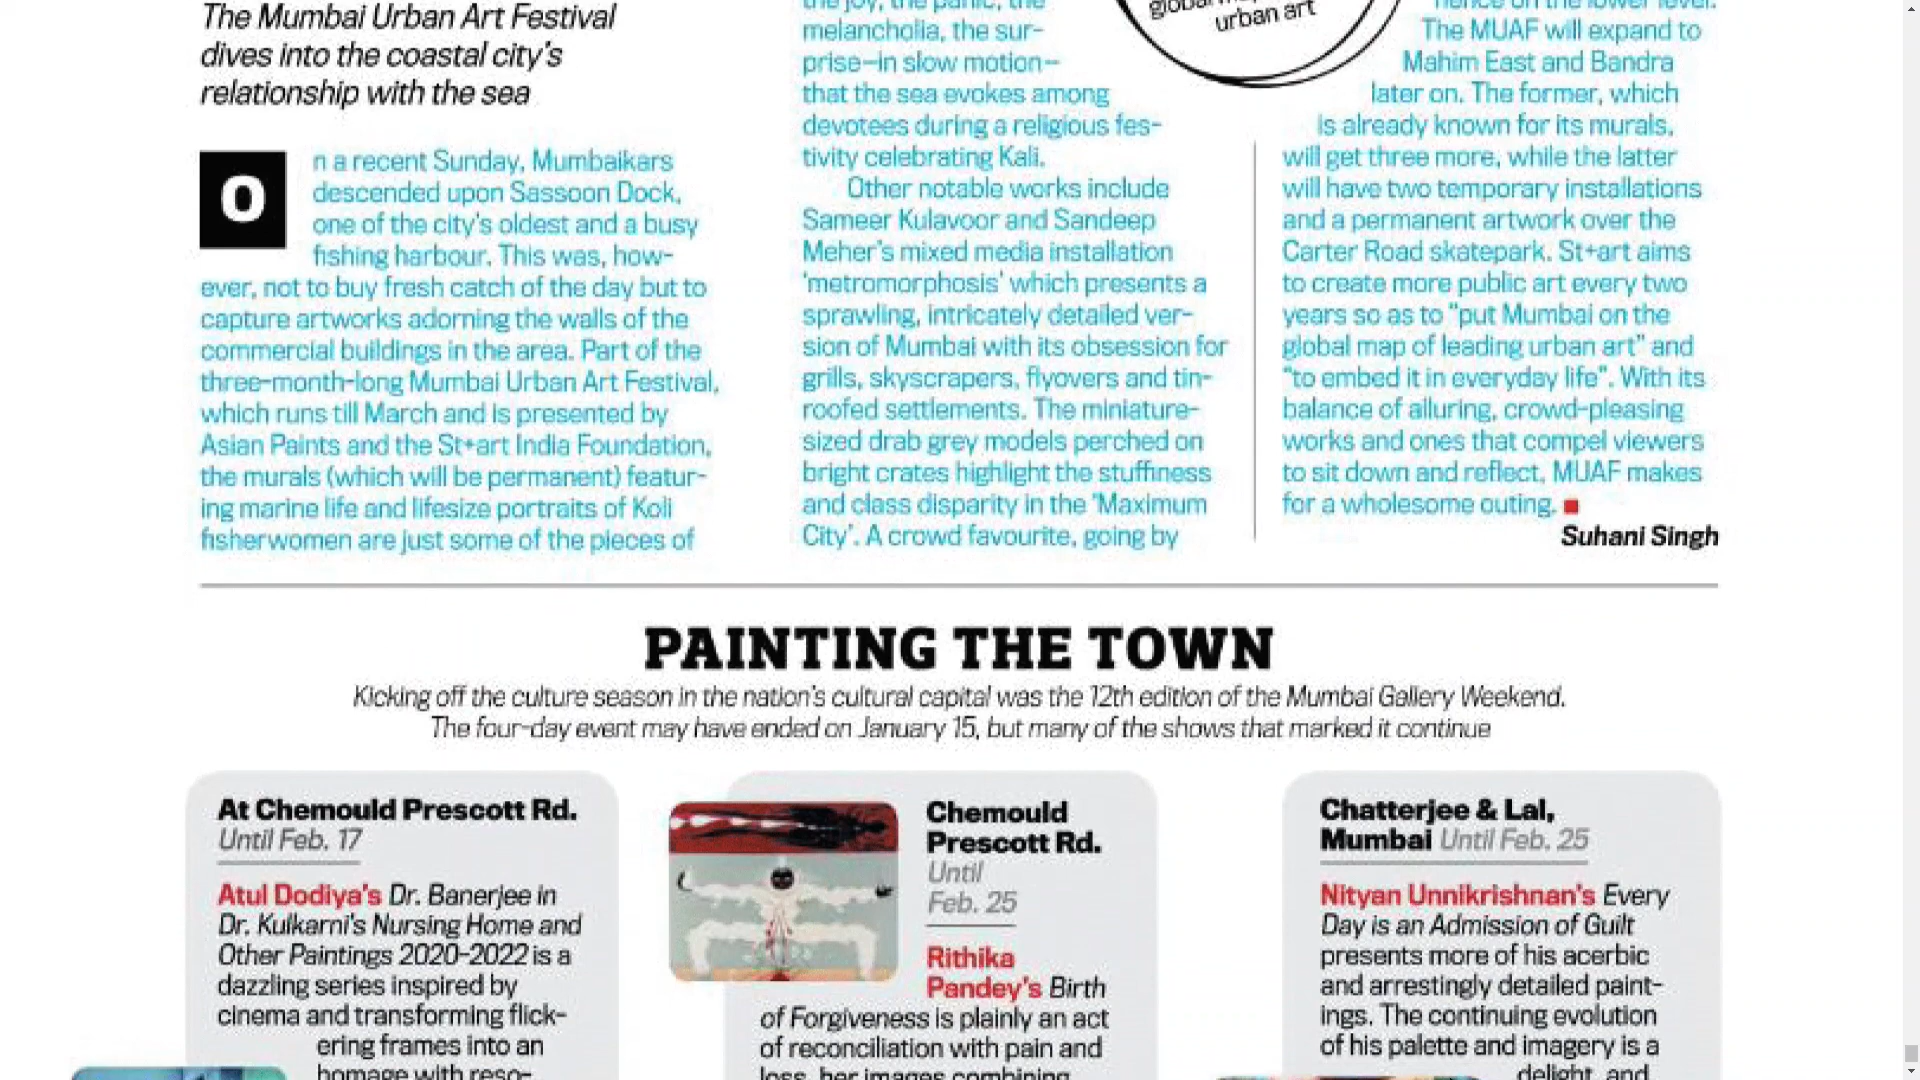 The Mumbai Urban Art Festival
dives into the coastal city's
relationship with the sea
On a recent Sunday, Mumbaikars
descended upon Sassoon Dock,
one of the city's oldest and a busy
fishing harbour. This was, how-
ever, not to buy fresh catch of the day but to
capture artworks adorning the walls of the
commercial buildings in the area. Part of the
three-month-long Mumbai Urban Art Festival,
which runs till March and is presented by
Asian Paints and the St+art India Foundation,
the murals (which will be permanent) featur-
ing marine life and lifesize portraits of Koli
fisherwomen are just some of the pieces of
the joy, the panic, the
melancholia, the sur-
prise—in slow motion—
that the sea evokes among
devotees during a religious fes-
tivity celebrating Kali.
Other notable works include
Sameer Kulavoor and Sandeep
Meher's mixed media installation
'metromorphosis' which presents a
sprawling, intricately detailed ver-
sion of Mumbai with its obsession for
grills, skyscrapers, flyovers and tin-
roofed settlements. The miniature-
sized drab grey models perched on
bright crates highlight the stuffiness
and class disparity in the 'Maximum
City'. A crowd favourite, going by
urban art
on the lower level.
The MUAF will expand to
Mahim East and Bandra
later on. The former, which
is already known for its murals,
will get three more, while the latter
will have two temporary installations
and a permanent artwork over the
Carter Road skatepark. St+art aims
to create more public art every two
years so as to "put Mumbai on the
global map of leading urban art" and
"to embed it in everyday life". With its
balance of alluring, crowd-pleasing
works and ones that compel viewers
to sit down and reflect, MUAF makes
for a wholesome outing.
Suhani Singh
PAINTING THE TOWN
Kicking off the culture season in the nation's cultural capital was the 12th edition of the Mumbai Gallery Weekend.
The four-day event may have ended on January 15, but many of the shows that marked it continue
At Chemould Prescott Rd.
Until Feb. 17
Atul Dodiya's Dr. Banerjee in
Dr. Kulkarni's Nursing Home and
Other Paintings 2020-2022 is a
dazzling series inspired by
cinema and transforming flick-
ering frames into an
homage with reso-
Chemould
Prescott Rd.
Until
Feb. 25
Rithika
Pandey's Birth
of Forgiveness is plainly an act
of reconciliation with pain and
loss, her images combining
Chatterjee & Lal,
Mumbai Until Feb. 25
Nityan Unnikrishnan's Every
Day is an Admission of Guilt
presents more of his acerbic
and arrestingly detailed paint-
ings. The continuing evolution
of his palette and imagery is a
delight, and